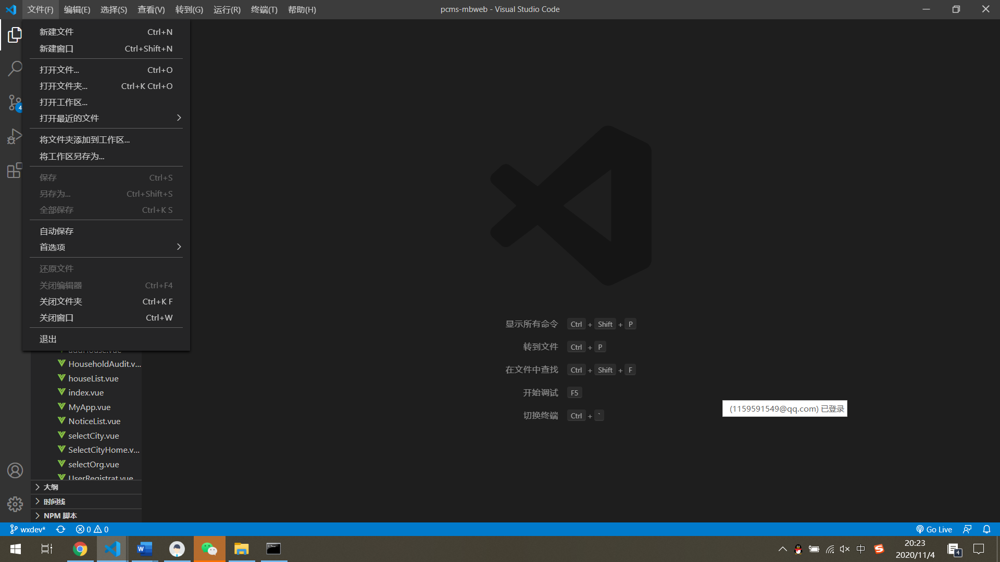 文件(F) 编辑(E) 选择(S) 查看(V) 转到(G) 运行(R) 终端(T) 帮助(H) pcms-mbweb - Visual Studio Code
新建文件 Ctrl+N
新建窗口 Ctrl+Shift+N
打开文件... Ctrl+O
打开文件夹... Ctrl+K Ctrl+O
打开工作区...
打开最近的文件
将文件夹添加到工作区...
将工作区另存为...
保存 Ctrl+S
另存为... Ctrl+Shift+S
全部保存 Ctrl+K S
自动保存
首选项
还原文件
关闭编辑器 Ctrl+F4
关闭文件夹 Ctrl+K F
关闭窗口 Ctrl+W
退出
4
addHouse.vue
HouseholdAudit.v...
houseList.vue
index.vue
MyApp.vue
NoticeList.vue
selectCity.vue
SelectCityHome.v...
selectOrg.vue
UserRegistrat.vue
大纲
时间线
NPM 脚本
显示所有命令 Ctrl + Shift + P
转到文件 Ctrl + P
在文件中查找 Ctrl + Shift + F
开始调试 F5
切换终端 Ctrl + `
(1159591549@qq.com) 已登录
wxdev* 0 0 Go Live
中 20:23
2020/11/4
4